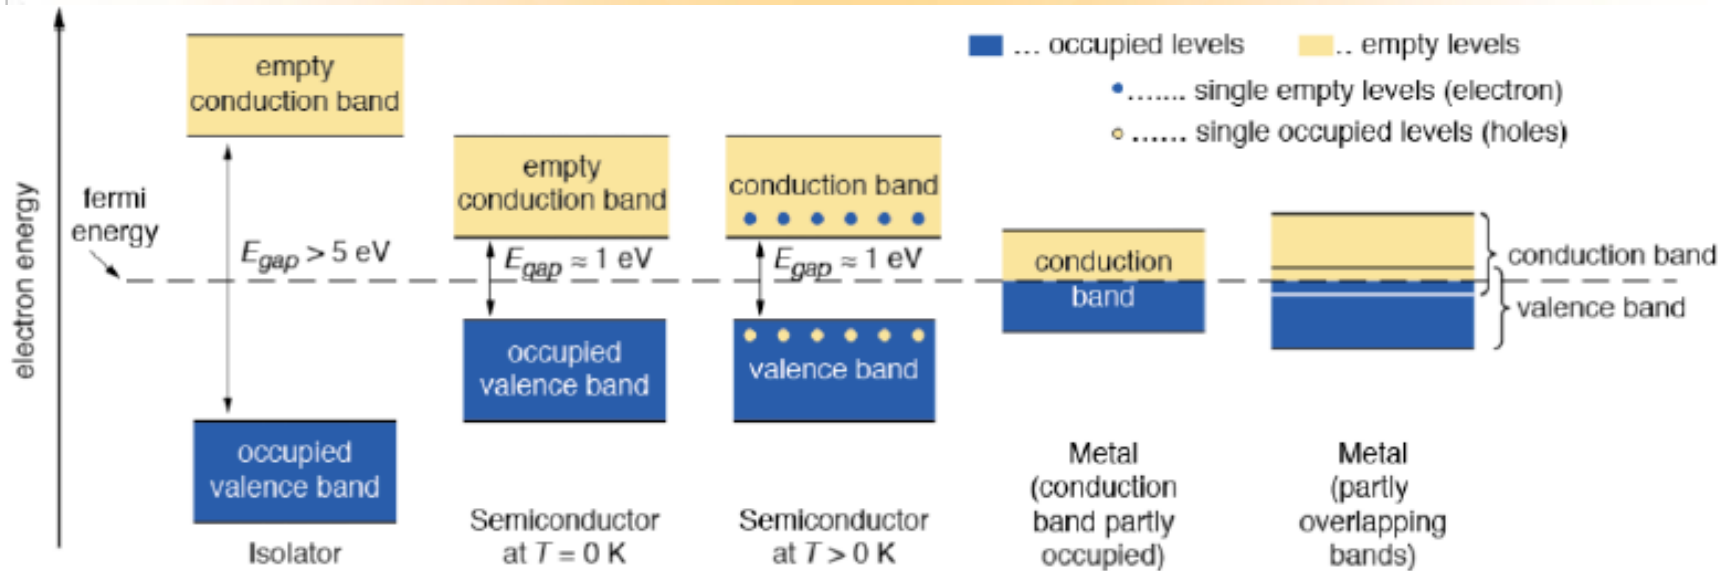 ... occupied levels
.. empty levels
....... single empty levels (electron)
...... single occupied levels (holes)
electron energy
fermi
energy
empty
conduction band
E_gap > 5 eV
occupied
valence band
Isolator
empty
conduction band
E_gap ≈ 1 eV
occupied
valence band
Semiconductor
at T = 0 K
conduction band
E_gap ≈ 1 eV
valence band
Semiconductor
at T > 0 K
conduction
band
Metal
(conduction
band partly
occupied)
conduction band
valence band
Metal
(partly
overlapping
bands)